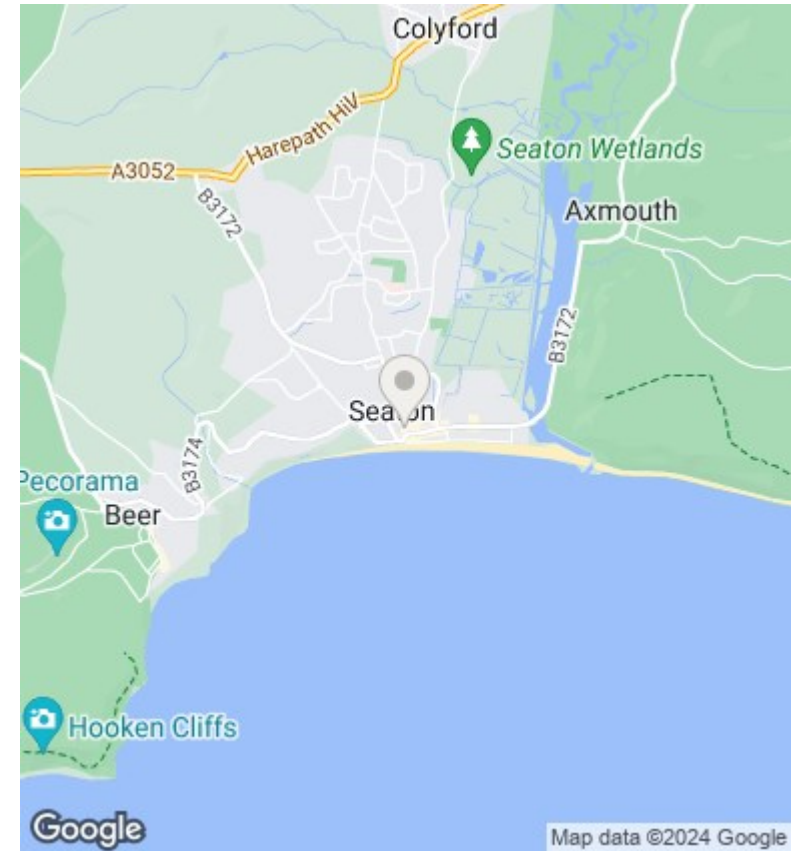 Colyford
Harepath Hill
Seaton Wetlands
A3052
B3172
Axmouth
B3172
Seaton
B3174
Pecorama
Beer
Hooken Cliffs
Google
Map data ©2024 Google